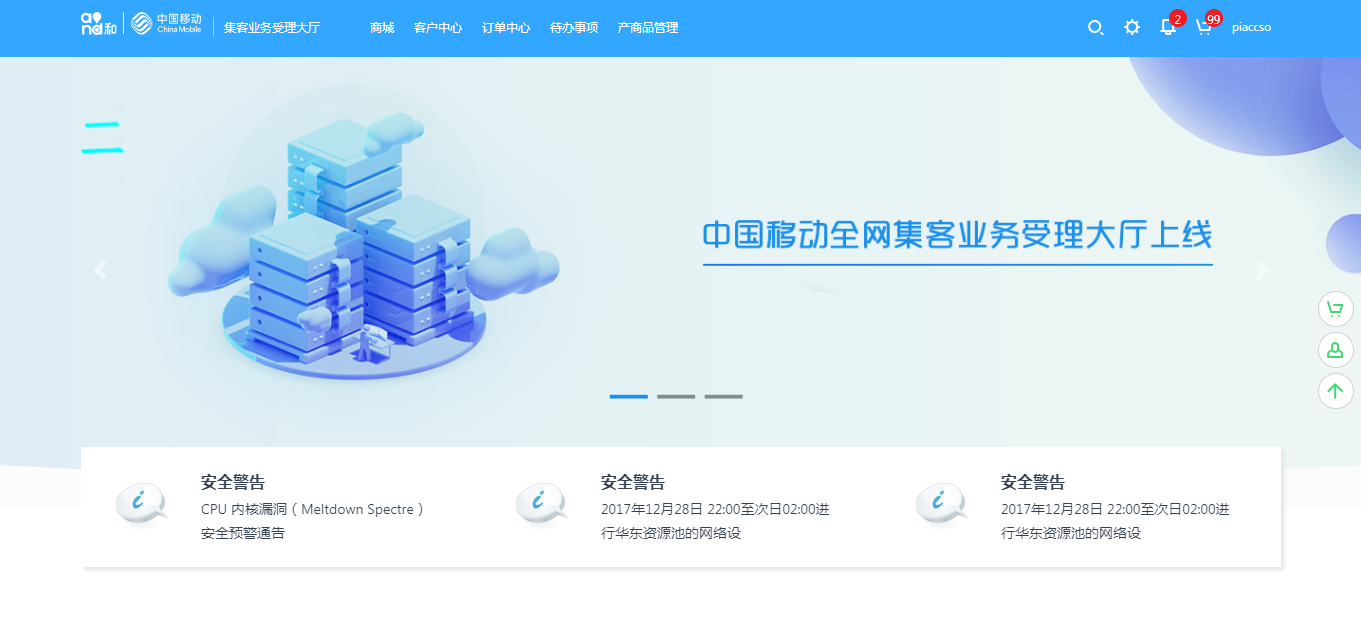 and和
中国移动
China Mobile
集客业务受理大厅
商城 客户中心 订单中心 待办事项 产商品管理
2
99
piaccso
二
中国移动全网集客业务受理大厅上线
安全警告
CPU 内核漏洞 ( Meltdown Spectre )
安全预警通告
安全警告
2017年12月28日 22:00至次日02:00进
行华东资源池的网络设
安全警告
2017年12月28日 22:00至次日02:00进
行华东资源池的网络设